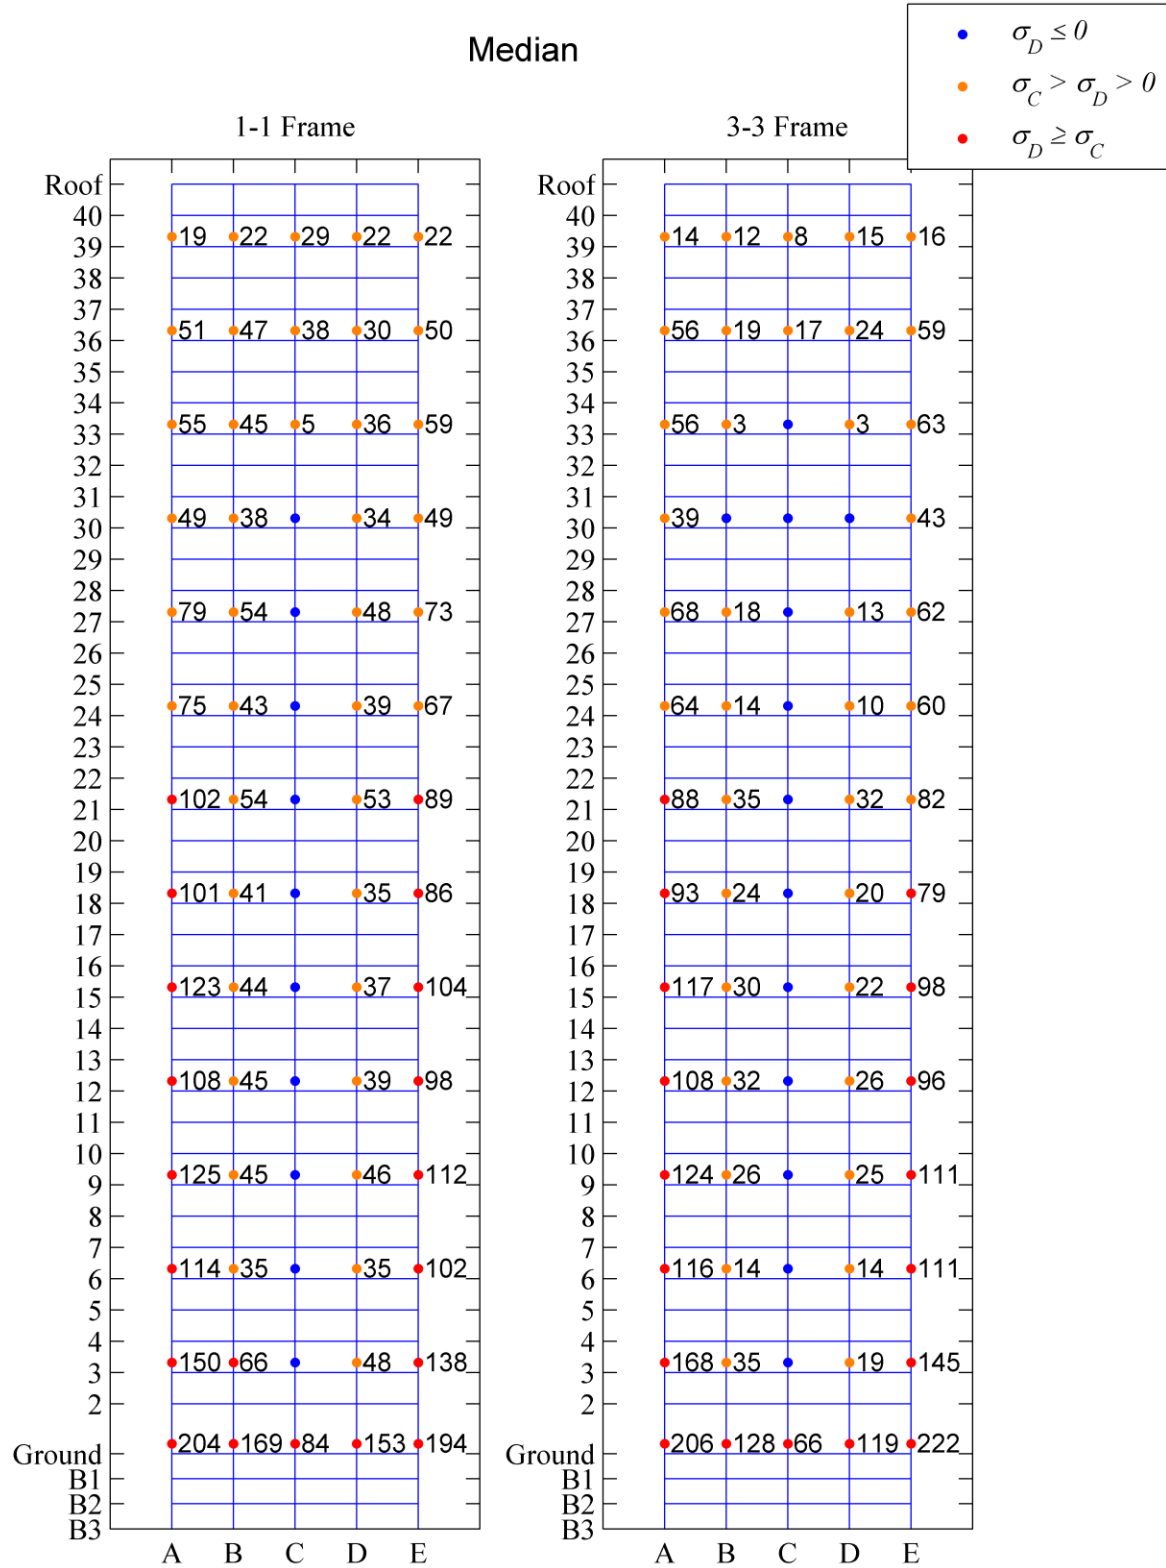 Median
σ_D ≤ 0
σ_C > σ_D > 0
σ_D ≥ σ_C
1-1 Frame 3-3 Frame
Roof Roof
40 40
19 22 29 22 22 14 12 8 15 16
39 39
38 38
37 37
51 47 38 30 50 56 19 17 24 59
36 36
35 35
34 34
55 45 5 36 59 56 3 3 63
33 33
32 32
31 31
49 38 34 49 39 43
30 30
29 29
28 28
79 54 48 73 68 18 13 62
27 27
26 26
25 25
75 43 39 67 64 14 10 60
24 24
23 23
22 22
102 54 53 89 88 35 32 82
21 21
20 20
19 19
101 41 35 86 93 24 20 79
18 18
17 17
16 16
123 44 37 104 117 30 22 98
15 15
14 14
13 13
108 45 39 98 108 32 26 96
12 12
11 11
10 10
125 45 46 112 124 26 25 111
9 9
8 8
7 7
114 35 35 102 116 14 14 111
6 6
5 5
4 4
150 66 48 138 168 35 19 145
3 3
2 2
204 169 84 153 194 206 128 66 119 222
Ground Ground
B1 B1
B2 B2
B3 B3
A B C D E A B C D E